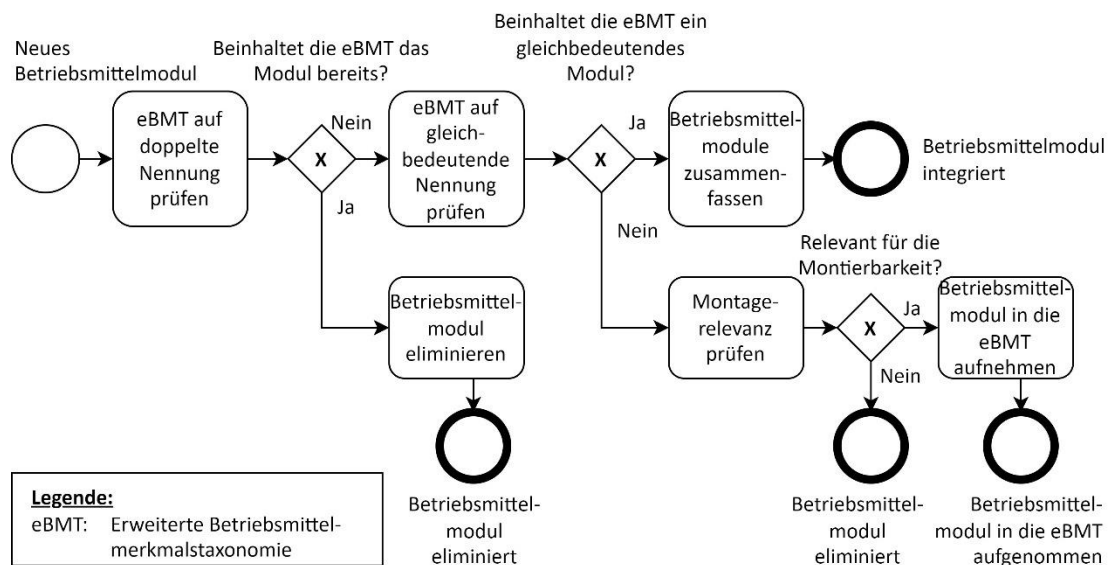 Neues
Betriebsmittelmodul
Beinhaltet die eBMT das
Modul bereits?
Beinhaltet die eBMT ein
gleichbedeutendes
Modul?
eBMT auf
doppelte
Nennung
prüfen
X
Nein
Ja
eBMT auf
gleich-
bedeutende
Nennung
prüfen
X
Ja
Nein
Betriebsmittel-
module
zusammen-
fassen
Betriebsmittelmodul
integriert
Betriebsmittel-
modul
eliminieren
Betriebsmittel-
modul
eliminiert
Montage-
relevanz
prüfen
Relevant für die
Montierbarkeit?
X
Ja
Nein
Betriebsmittel-
modul in die
eBMT
aufnehmen
Betriebsmittel-
modul
eliminiert
Betriebsmittel-
modul in die eBMT
aufgenommen
Legende:
eBMT: Erweiterte Betriebsmittel-
merkmalstaxonomie